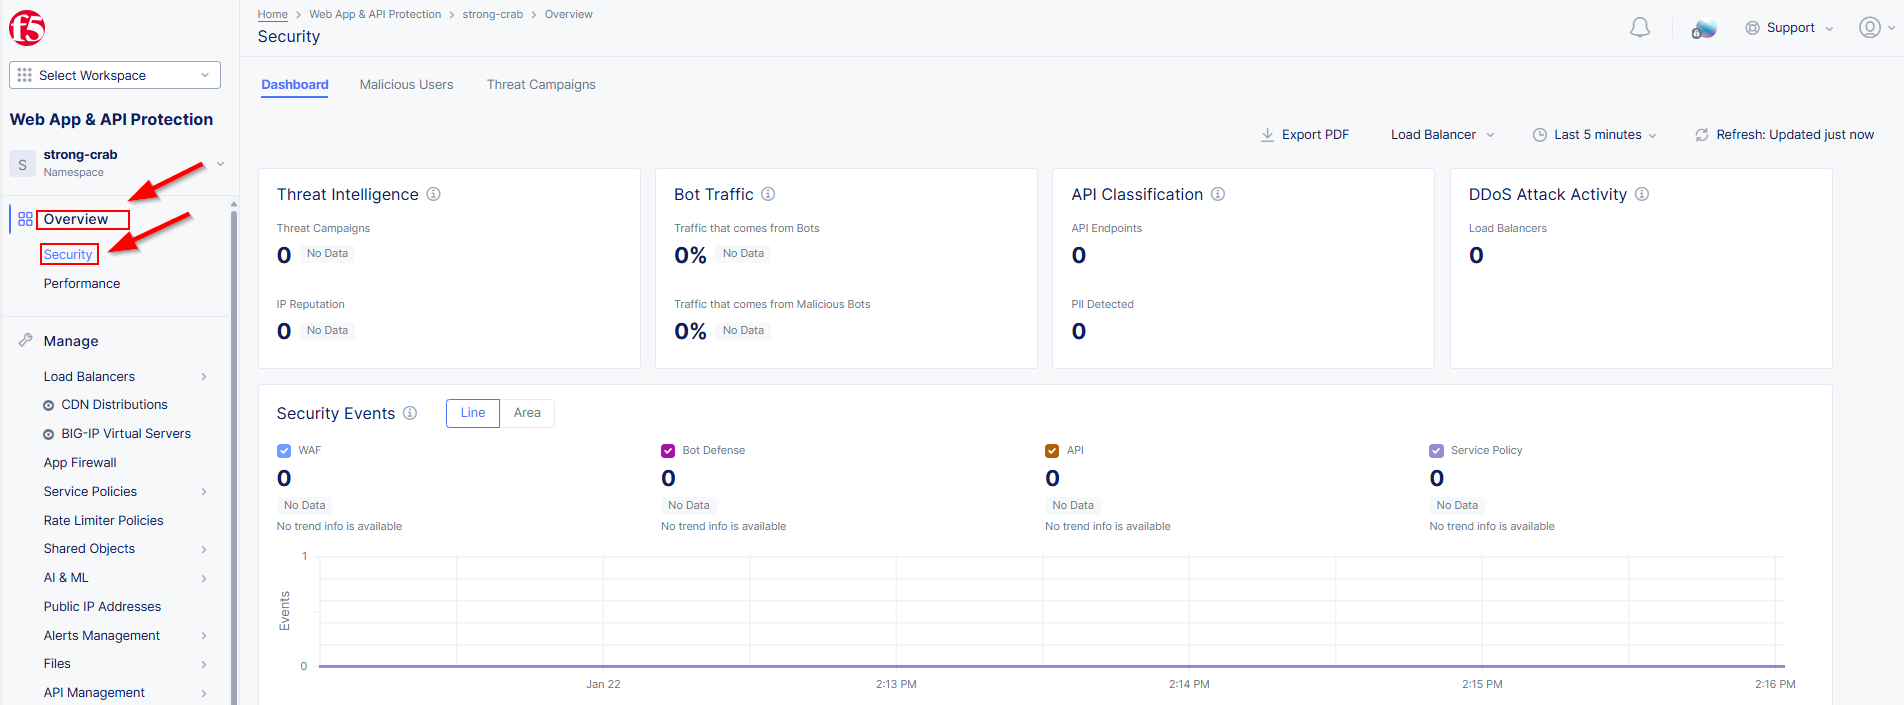 f5
Select Workspace
Web App & API Protection
S
strong-crab
Namespace
Overview
Security
Performance
Manage
Load Balancers
CDN Distributions
BIG-IP Virtual Servers
App Firewall
Service Policies
Rate Limiter Policies
Shared Objects
AI & ML
Public IP Addresses
Alerts Management
Files
API Management
Home > Web App & API Protection > strong-crab > Overview
Security
Support
Dashboard Malicious Users Threat Campaigns
Export PDF Load Balancer Last 5 minutes Refresh: Updated just now
Threat Intelligence
Threat Campaigns
0 No Data
IP Reputation
0 No Data
Bot Traffic
Traffic that comes from Bots
0% No Data
Traffic that comes from Malicious Bots
0% No Data
API Classification
API Endpoints
0
PII Detected
0
DDoS Attack Activity
Load Balancers
0
Security Events Line Area
WAF
0
No Data
No trend info is available
Bot Defense
0
No Data
No trend info is available
API
0
No Data
No trend info is available
Service Policy
0
No Data
No trend info is available
1
Events
0
Jan 22 2:13 PM 2:14 PM 2:15 PM 2:16 PM